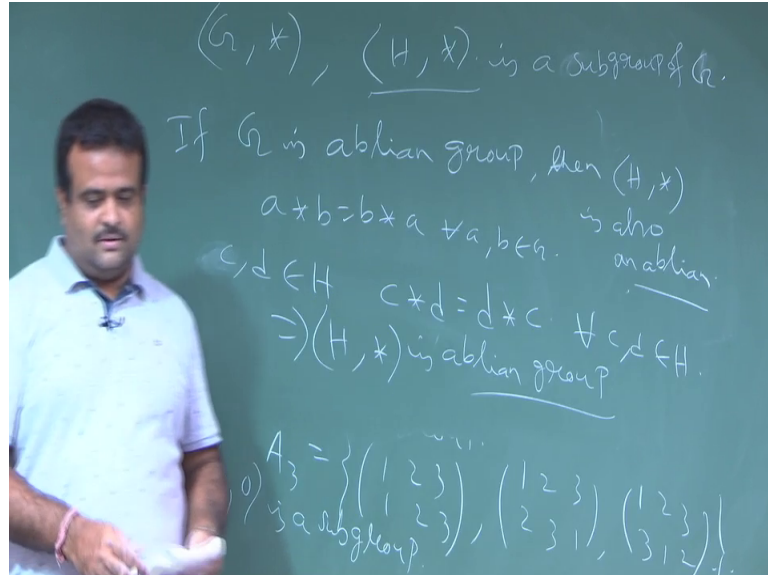 (G, *), (H, *) is a subgroup of G.
If G is ablian group, then (H, *)
is also
an ablian.
a * b = b * a ∀ a, b ∈ G.
c, d ∈ H c * d = d * c ∀ c, d ∈ H.
⇒ (H, *) is ablian group
A₃ = {(1 2 3 / 1 2 3), (1 2 3 / 2 3 1), (1 2 3 / 3 1 2)}.
, o)
is a subgroup.